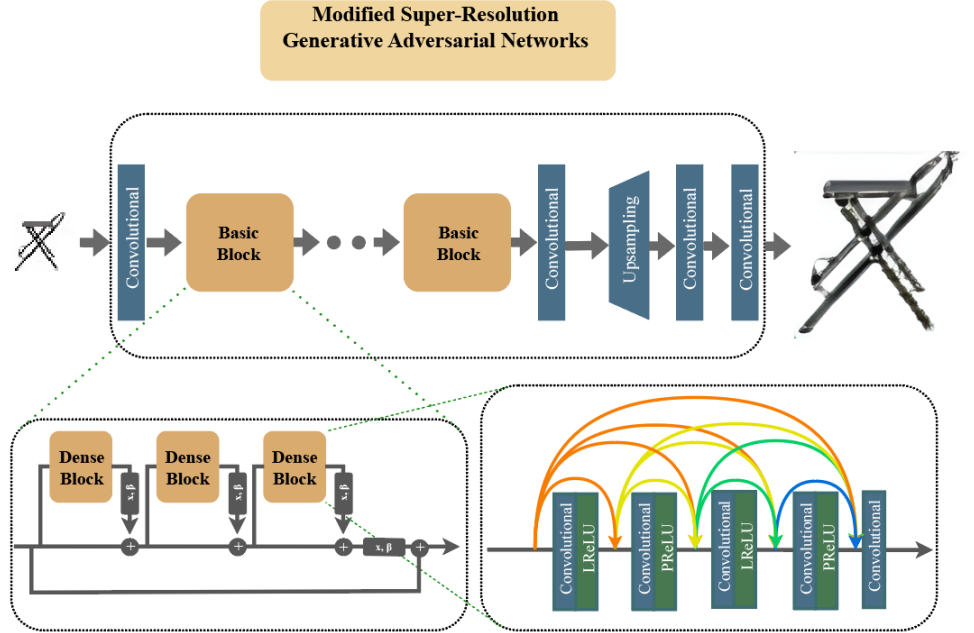 Modified Super-Resolution
Generative Adversarial Networks
Convolutional
Basic
Block
Basic
Block
Convolutional
Upsampling
Convolutional
Convolutional
Dense
Block
x, β
Dense
Block
x, β
Dense
Block
x, β
+
+
+
x, β
+
Convolutional
LReLU
Convolutional
PReLU
Convolutional
LReLU
Convolutional
PReLU
Convolutional